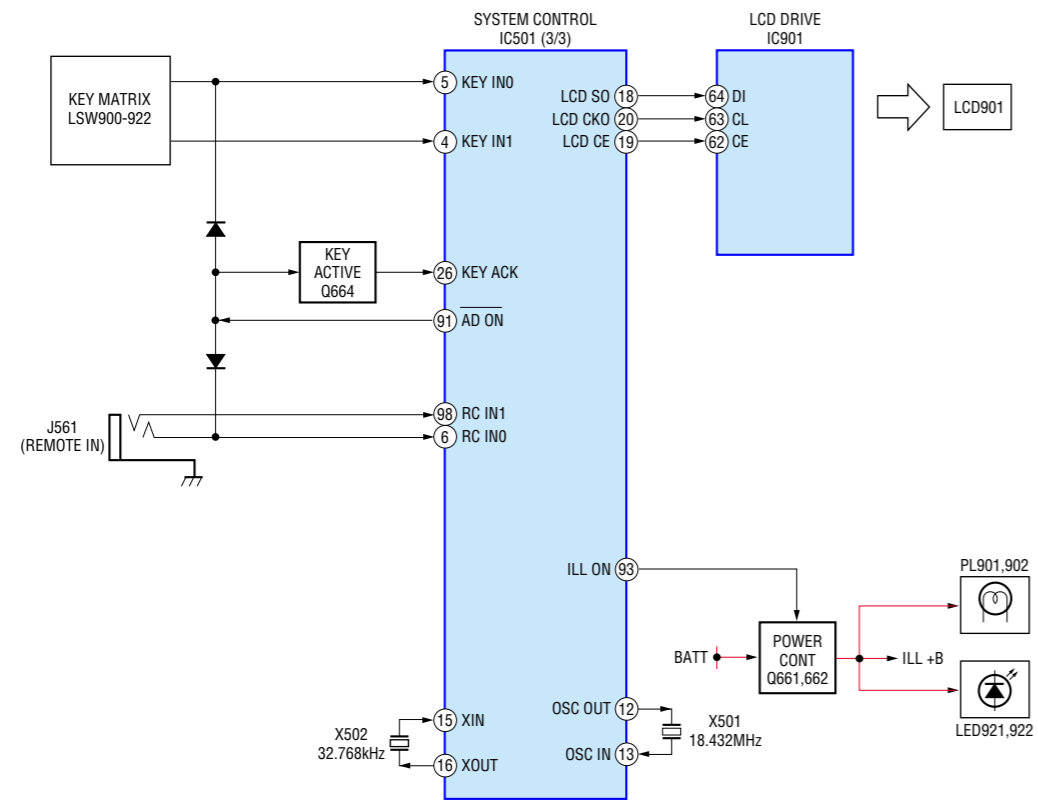 SYSTEM CONTROL
IC501 (3/3)
LCD DRIVE
IC901
KEY MATRIX
LSW900-922
5 KEY IN0
4 KEY IN1
LCD SO 18
LCD CKO 20
LCD CE 19
64 DI
63 CL
62 CE
LCD901
KEY
ACTIVE
Q664
26 KEY ACK
91 AD ON
J561
(REMOTE IN)
98 RC IN1
6 RC IN0
ILL ON 93
BATT
POWER
CONT
Q661,662
ILL +B
PL901,902
LED921,922
X502
32.768kHz
15 XIN
16 XOUT
OSC OUT 12
OSC IN 13
X501
18.432MHz